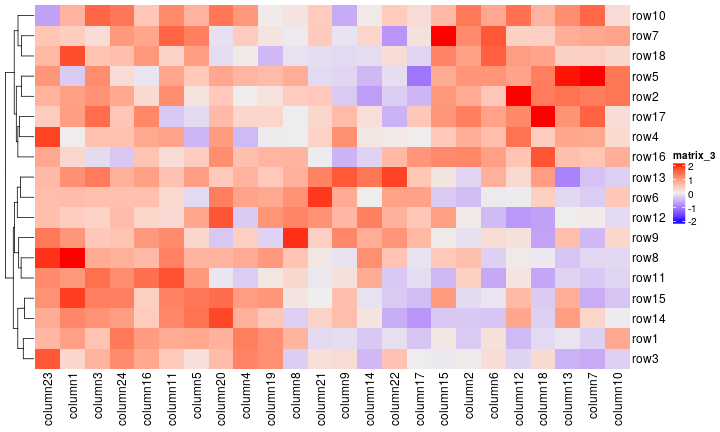 row10
row7
row18
row5
row2
row17
row4
row16
row13
row6
row12
row9
row8
row11
row15
row14
row1
row3
matrix_3
2
1
0
-1
-2
column23
column1
column3
column24
column16
column11
column5
column20
column4
column19
column8
column21
column9
column14
column22
column17
column15
column2
column6
column12
column18
column13
column7
column10